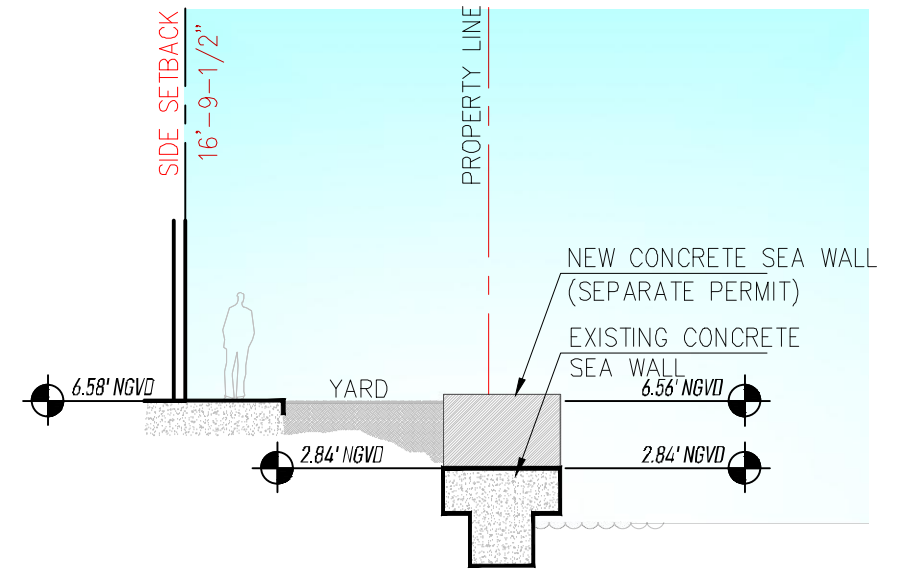 SIDE SETBACK
16'-9-1/2"
PROPERTY LINE
NEW CONCRETE SEA WALL
(SEPARATE PERMIT)
EXISTING CONCRETE
SEA WALL
6.58' NGVD
YARD
6.56' NGVD
2.84' NGVD
2.84' NGVD